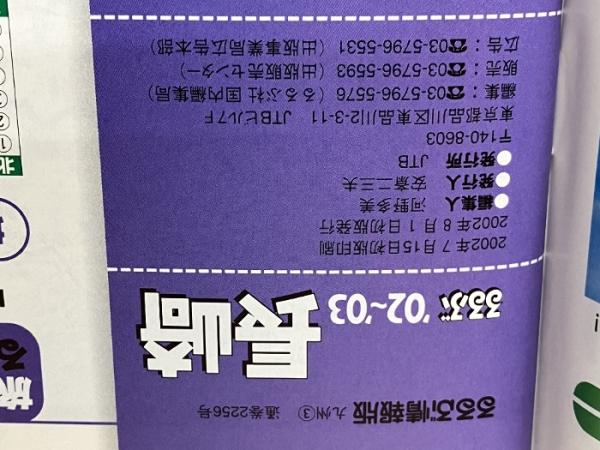 るるぶ情報版 九州③ 通巻2256号
るるぶ長崎 '02~'03
2002年7月15日初版印刷
2002年8月1日初版発行
●編集人 河野多美
●発行人 安斎二三夫
●発行所 JTB
〒140-8603
東京都品川区東品川2-3-11 JTBビル7F
編集:☎03-5796-5576(るるぶ社 国内編集局)
販売:☎03-5796-5593(出版販売センター)
広告:☎03-5796-5531(出版事業局広告本部)
旅
る
北